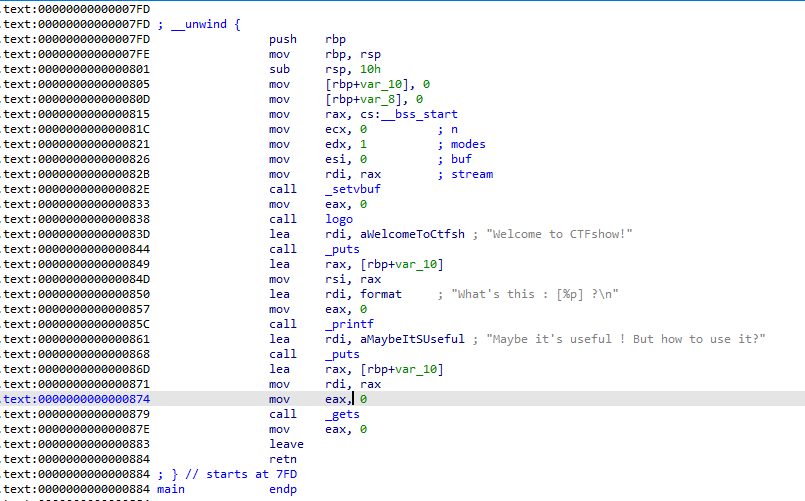 .text:00000000000007FD
.text:00000000000007FD ; __unwind {
.text:00000000000007FD push rbp
.text:00000000000007FE mov rbp, rsp
.text:0000000000000801 sub rsp, 10h
.text:0000000000000805 mov [rbp+var_10], 0
.text:000000000000080D mov [rbp+var_8], 0
.text:0000000000000815 mov rax, cs:__bss_start
.text:000000000000081C mov ecx, 0 ; n
.text:0000000000000821 mov edx, 1 ; modes
.text:0000000000000826 mov esi, 0 ; buf
.text:000000000000082B mov rdi, rax ; stream
.text:000000000000082E call _setvbuf
.text:0000000000000833 mov eax, 0
.text:0000000000000838 call logo
.text:000000000000083D lea rdi, aWelcomeToCtfsh ; "Welcome to CTFshow!"
.text:0000000000000844 call _puts
.text:0000000000000849 lea rax, [rbp+var_10]
.text:000000000000084D mov rsi, rax
.text:0000000000000850 lea rdi, format ; "What's this : [%p] ?\n"
.text:0000000000000857 mov eax, 0
.text:000000000000085C call _printf
.text:0000000000000861 lea rdi, aMaybeItSUseful ; "Maybe it's useful ! But how to use it?"
.text:0000000000000868 call _puts
.text:000000000000086D lea rax, [rbp+var_10]
.text:0000000000000871 mov rdi, rax
.text:0000000000000874 mov eax, 0
.text:0000000000000879 call _gets
.text:000000000000087E mov eax, 0
.text:0000000000000883 leave
.text:0000000000000884 retn
.text:0000000000000884 ; } // starts at 7FD
.text:0000000000000884 main endp